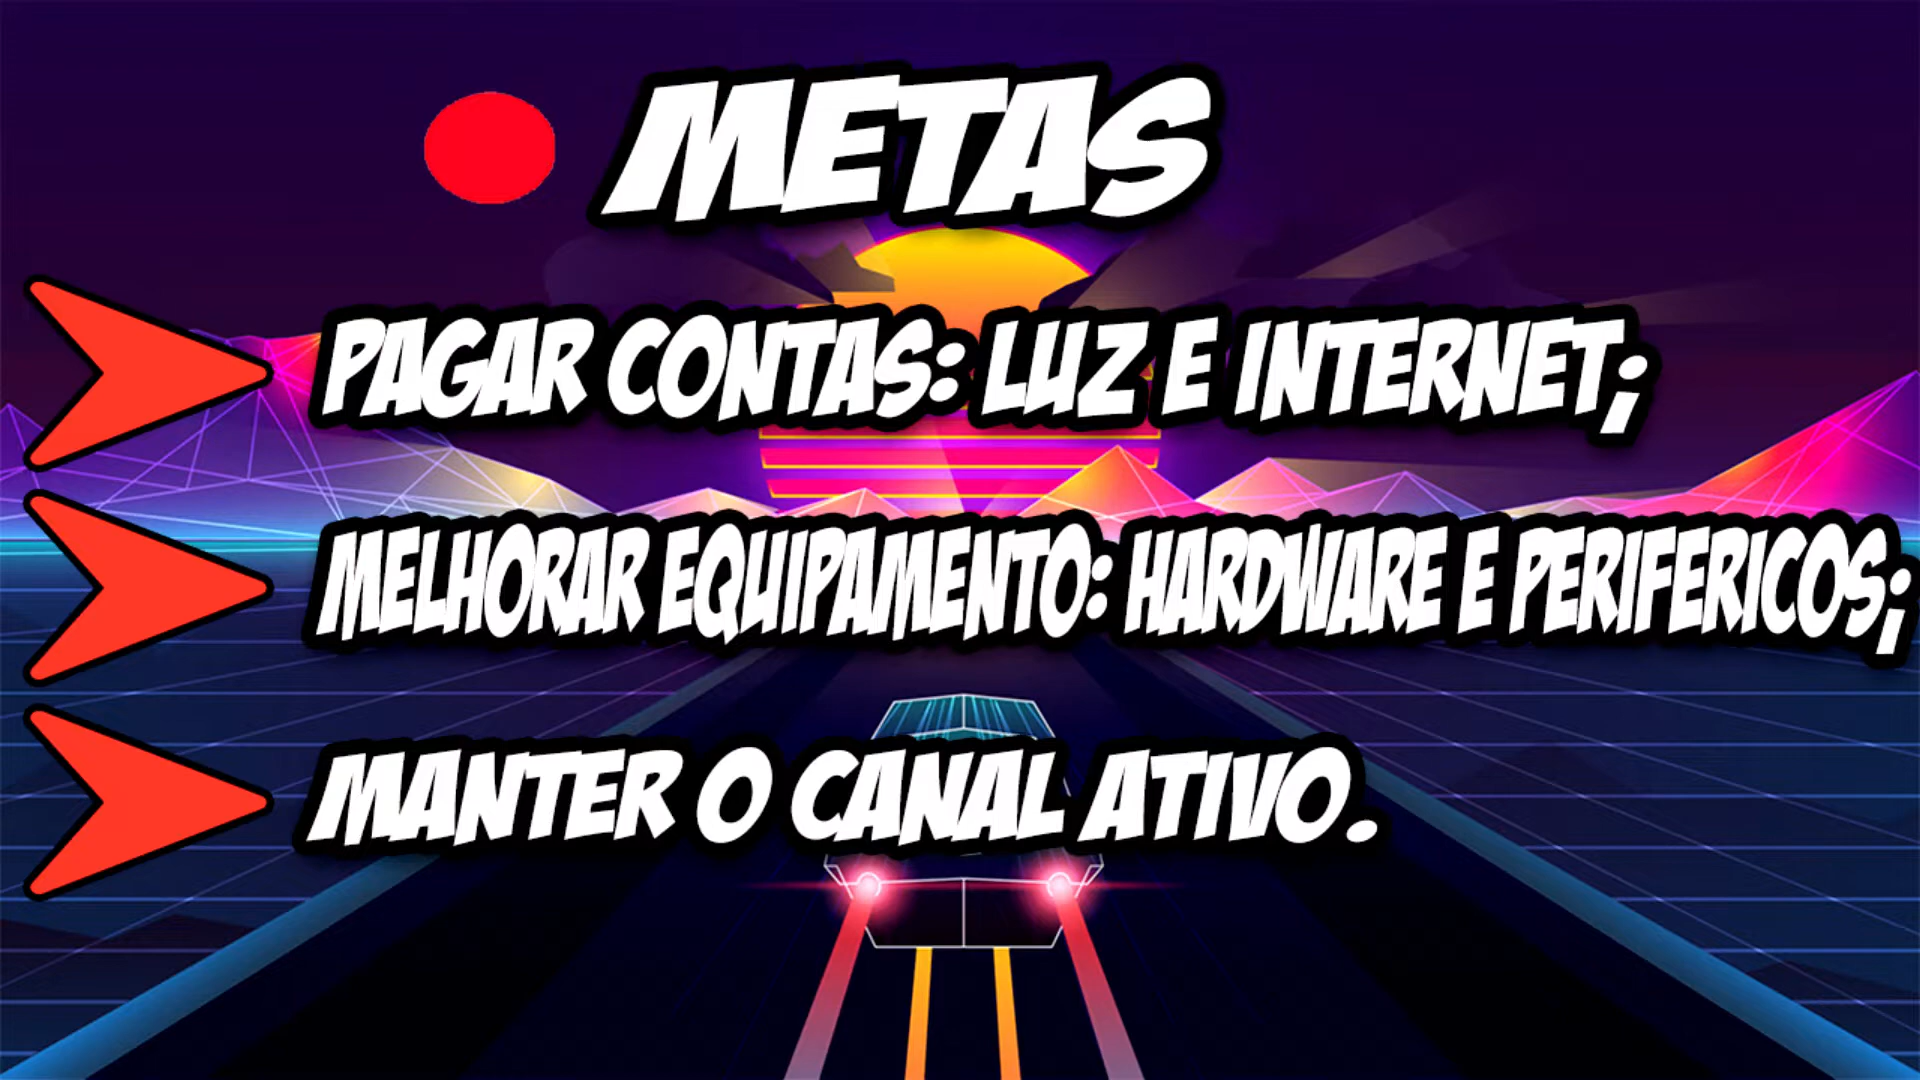 METAS
PAGAR CONTAS: LUZ E INTERNET;
MELHORAR EQUIPAMENTO: HARDWARE E PERIFERICOS;
MANTER O CANAL ATIVO.